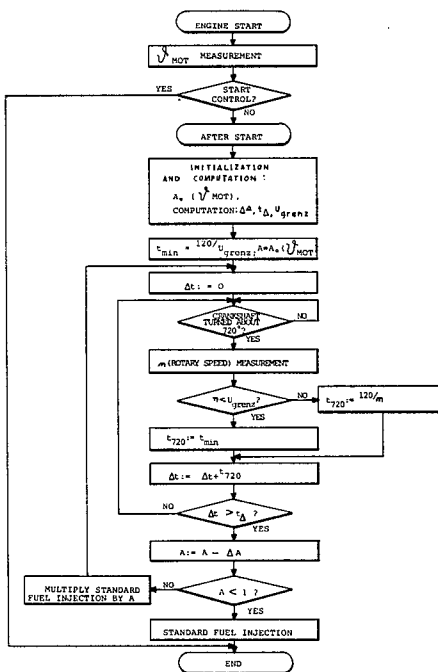 ENGINE START
ϑMOT MEASUREMENT
YES
START
CONTROL?
NO
AFTER START
INITIALIZATION
AND COMPUTATION :
A₀ (ϑMOT),
COMPUTATION: ΔA, tΔ, Ugrenz
tmin = 120/Ugrenz; A=A₀(ϑMOT)
Δt := 0
CRANKSHAFT
TURNED ABOUT
720°?
NO
YES
n (ROTARY SPEED) MEASUREMENT
n<Ugrenz?
NO
t720:= 120/n
YES
t720:= tmin
Δt:= Δt+t720
NO
Δt > tΔ ?
YES
A:= A - ΔA
MULTIPLY STANDARD
FUEL INJECTION BY A
NO
A < 1 ?
YES
STANDARD FUEL INJECTION
END